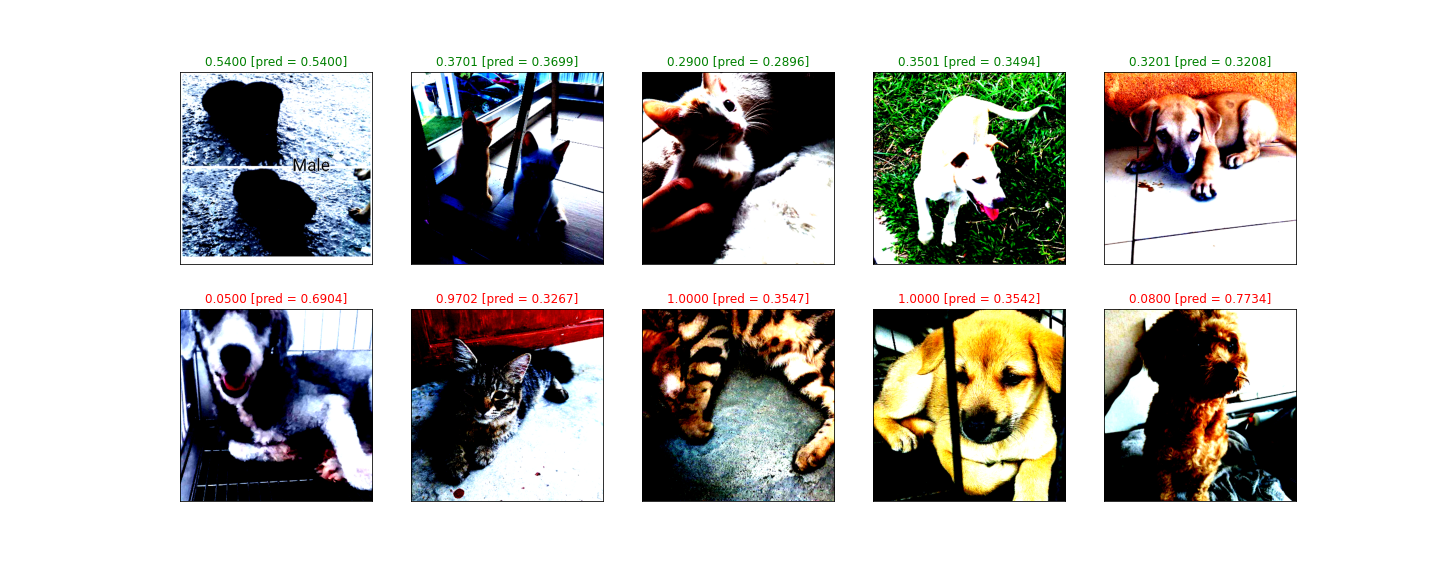 0.5400 [pred = 0.5400]
0.3701 [pred = 0.3699]
0.2900 [pred = 0.2896]
0.3501 [pred = 0.3494]
0.3201 [pred = 0.3208]
Male
0.0500 [pred = 0.6904]
0.9702 [pred = 0.3267]
1.0000 [pred = 0.3547]
1.0000 [pred = 0.3542]
0.0800 [pred = 0.7734]